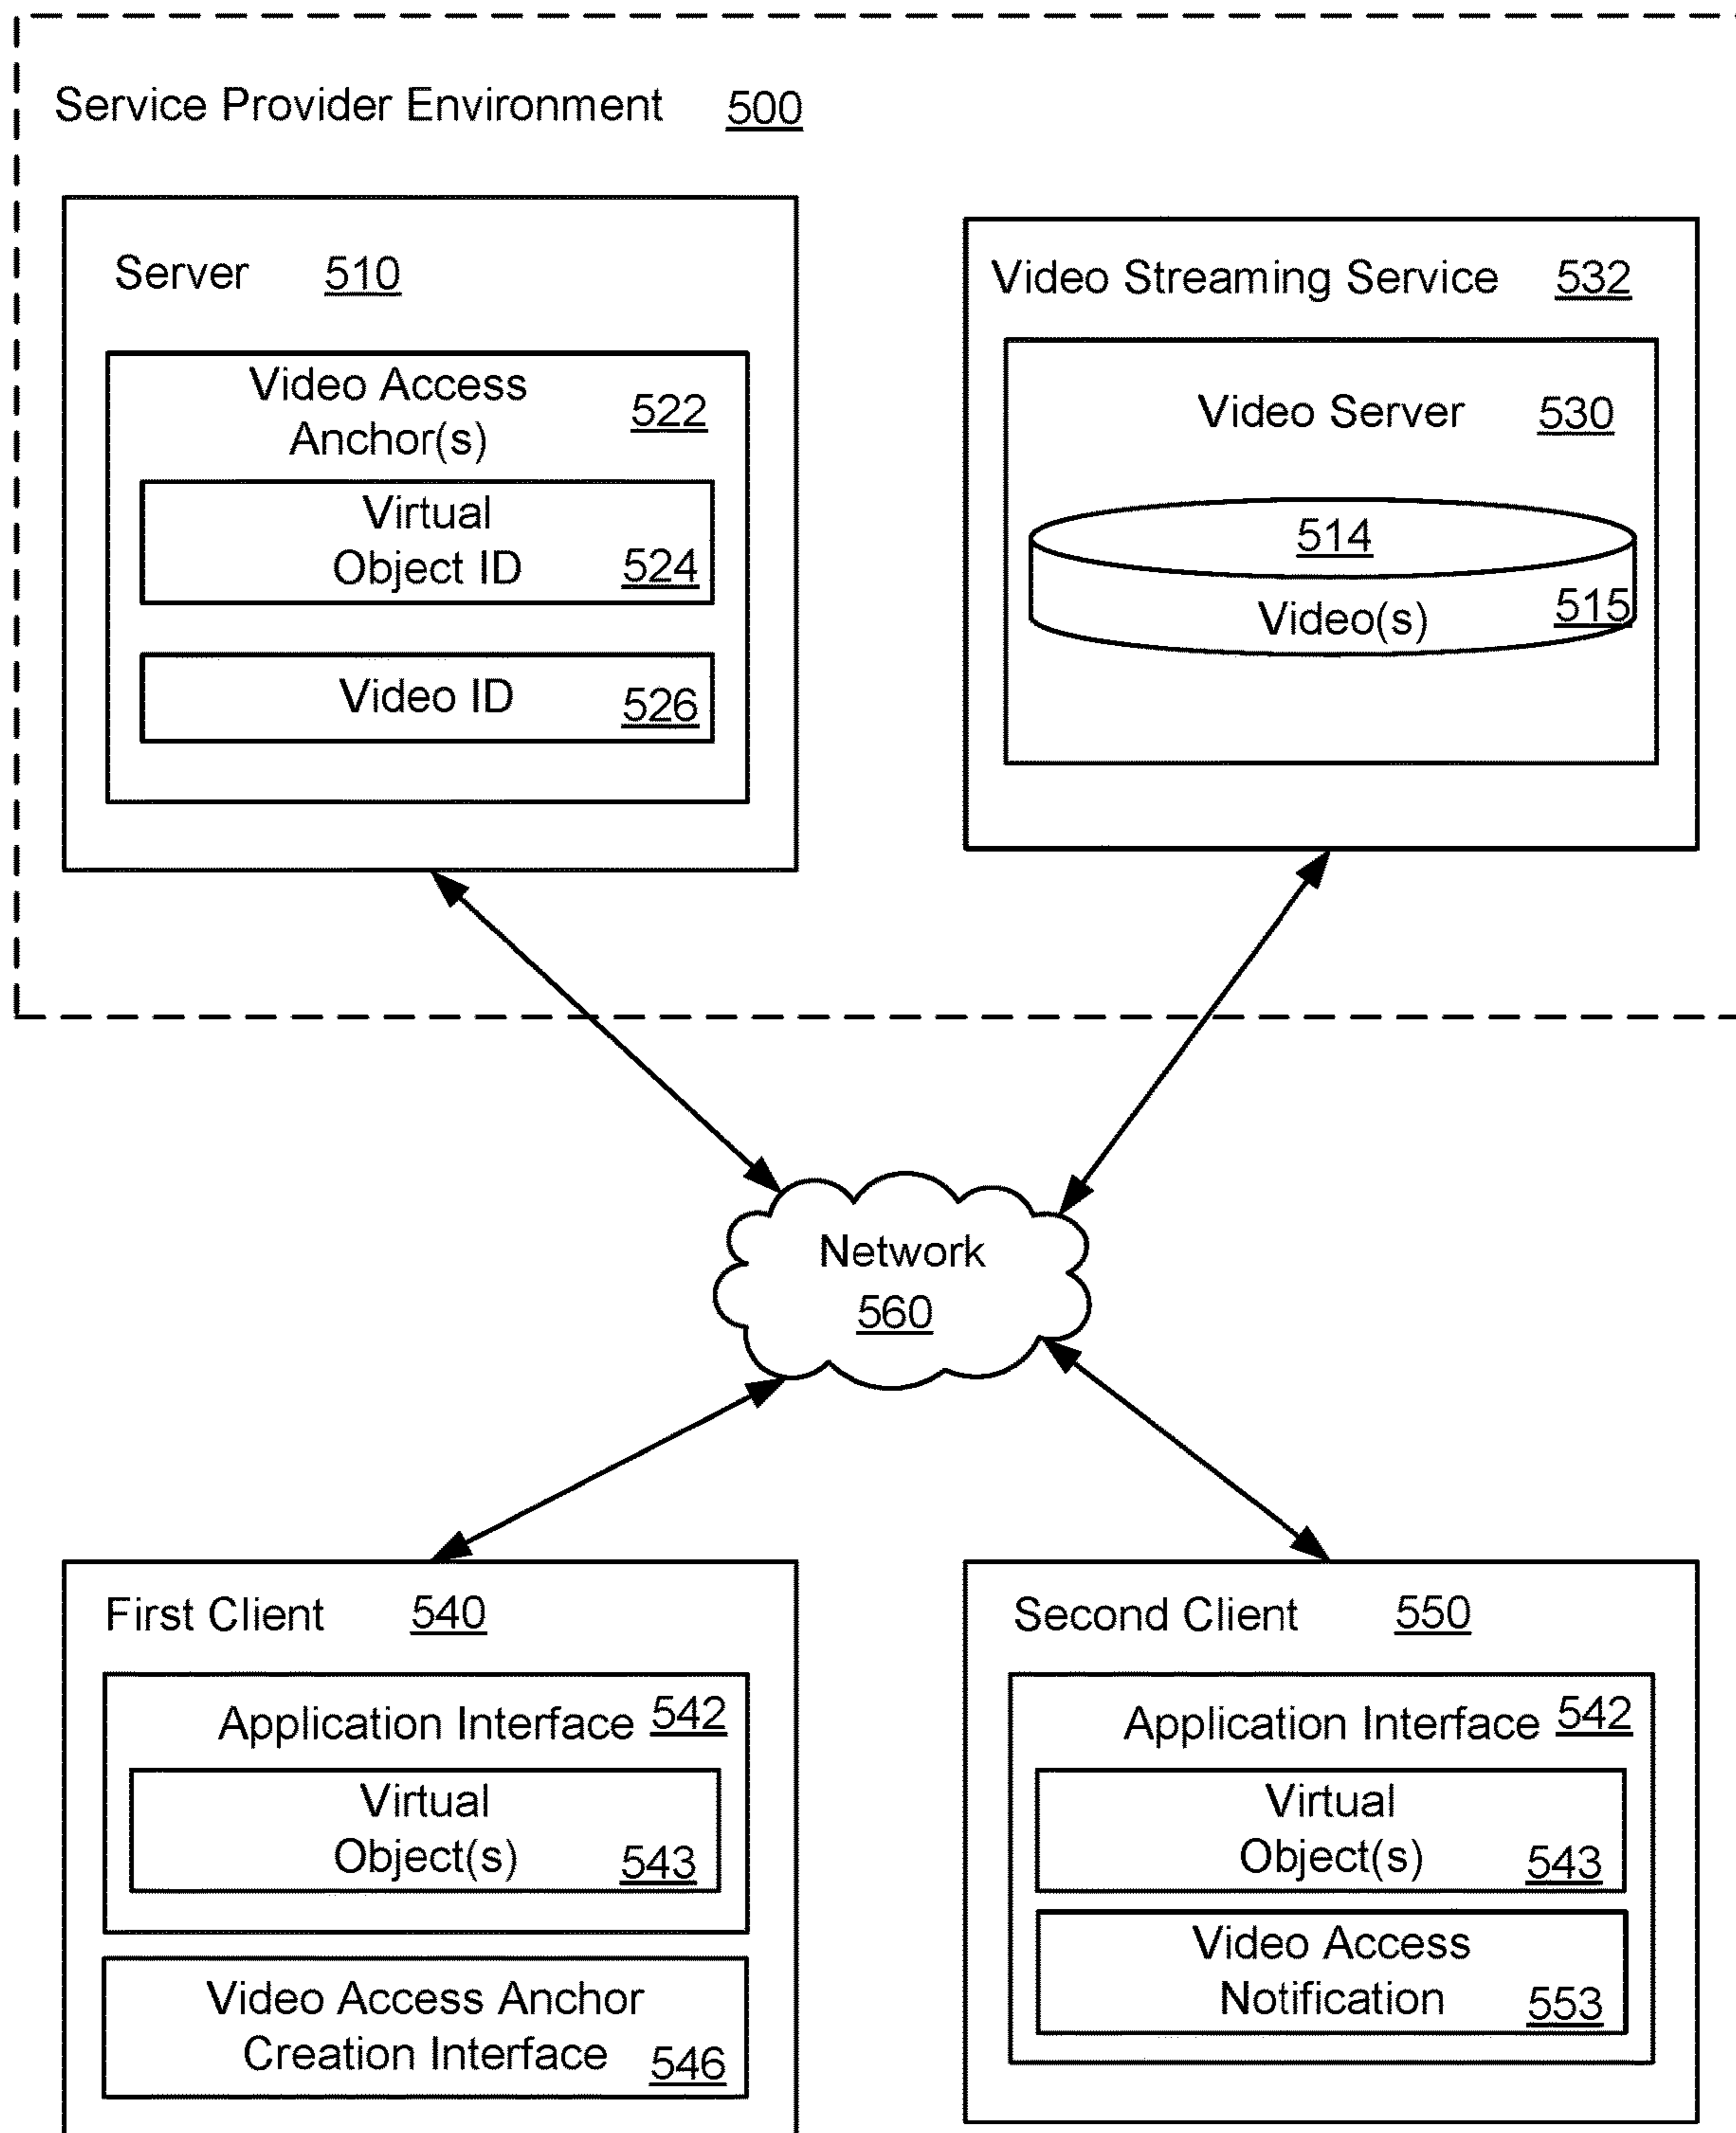 Service Provider Environment 500
Server 510
Video Access
Anchor(s) 522
Virtual
Object ID 524
Video ID 526
Video Streaming Service 532
Video Server 530
514
Video(s) 515
Network
560
First Client 540
Application Interface 542
Virtual
Object(s) 543
Video Access Anchor
Creation Interface 546
Second Client 550
Application Interface 542
Virtual
Object(s) 543
Video Access
Notification 553